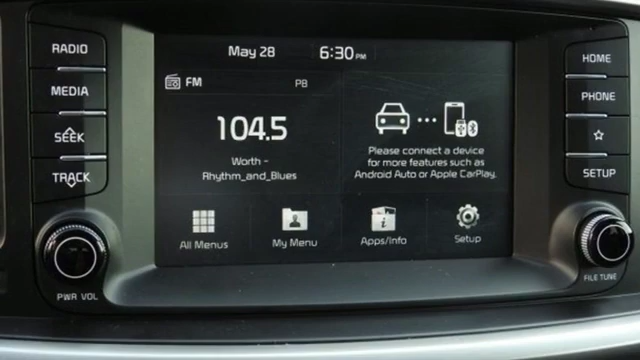 RADIO
MEDIA
SEEK
TRACK
PWR VOL
May 28 6:30 PM
FM PB
104.5
Worth -
Rhythm_and_Blues
Please connect a device
for more features such as
Android Auto or Apple CarPlay.
All Menus My Menu Apps/Info Setup
HOME
PHONE
SETUP
FILE TUNE